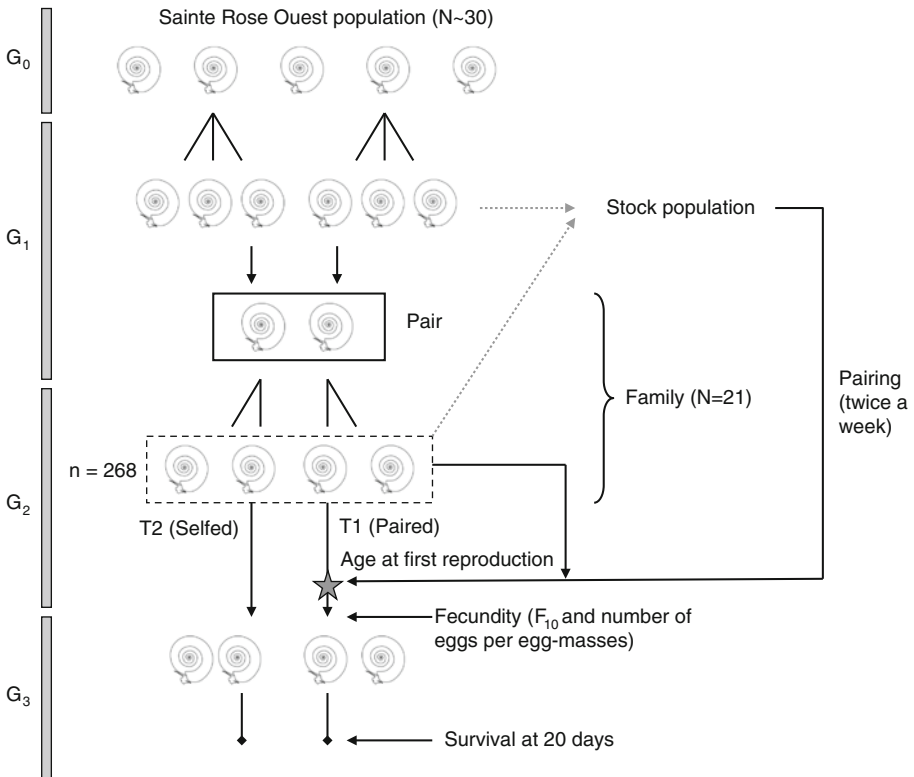 Sainte Rose Ouest population (N~30)
G0
G1
Stock population
Pair
Pairing
(twice a
week)
Family (N=21)
n = 268
G2
T2 (Selfed)
T1 (Paired)
Age at first reproduction
Fecundity (F10 and number of
eggs per egg-masses)
G3
Survival at 20 days